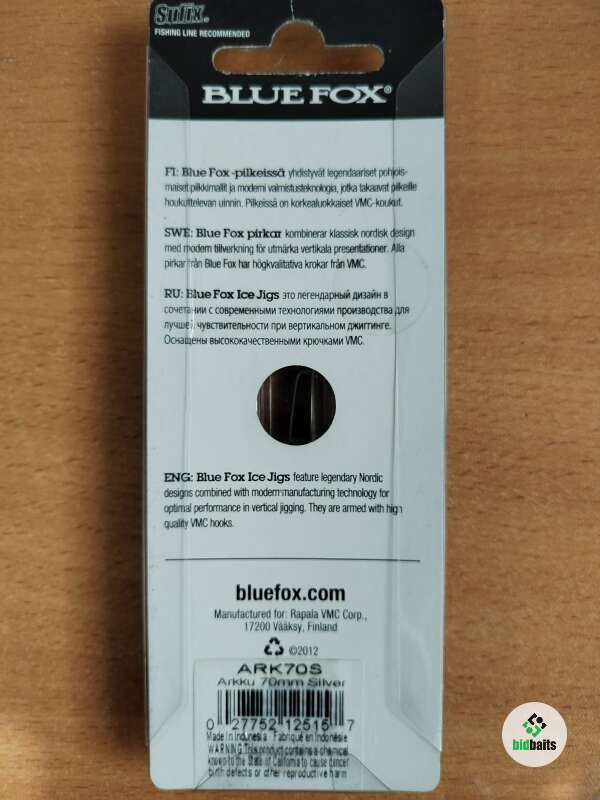 Sufix®
FISHING LINE RECOMMENDED
BLUE FOX®
FI: Blue Fox -pilkeissä yhdistyvät legendaariset pohjois-
maiset pilkkimallit ja moderni valmistusteknologia, jotka takaavat pilkeille
houkuttelevan uinnin. Pilkeissä on korkealuokkaiset VMC-koukut.
SWE: Blue Fox pirkar kombinerar klassisk nordisk design
med modern tillverkning för utmärka vertikala presentationer. Alla
pirkar från Blue Fox har högkvalitativa krokar från VMC.
RU: Blue Fox Ice Jigs это легендарный дизайн в
сочетании с современными технологиями производства для
лучшей чувствительности при вертикальном джиггинге.
Оснащены высококачественными крючками VMC.
ENG: Blue Fox Ice Jigs feature legendary Nordic
designs combined with modern manufacturing technology for
optimal performance in vertical jigging. They are armed with high
quality VMC hooks.
bluefox.com
Manufactured for: Rapala VMC Corp.,
17200 Vääksy, Finland
©2012
ARK70S
Arkku 70mm Silver
0 27752 12515 7
Made in Indonesia Fabriqué en Indonésie
WARNING This product contains a chemical
known to the State of California to cause cancer
birth defects or other reproductive harm
bidbaits